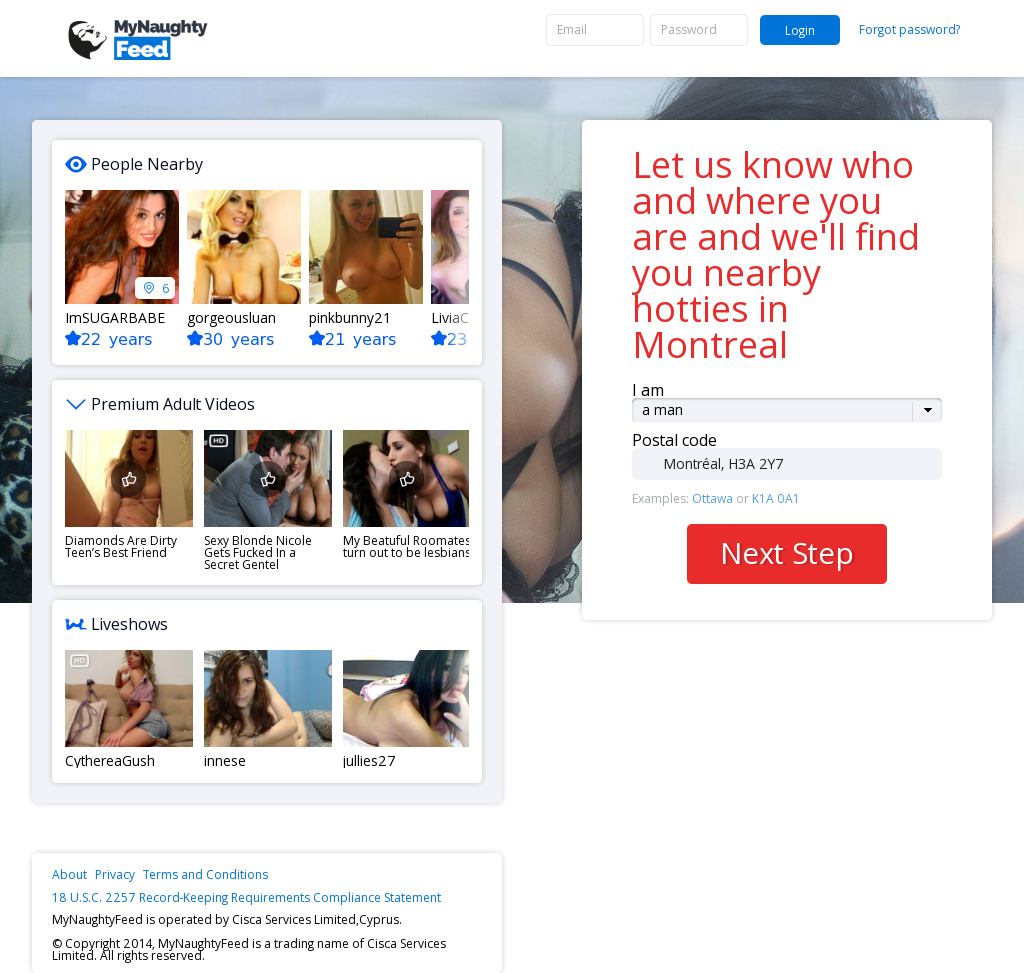 MyNaughty
Feed
Email
Password
Login
Forgot password?
People Nearby
6
ImSUGARBABE
gorgeousluan
pinkbunny21
LiviaC
22 years
30 years
21 years
23
Premium Adult Videos
HD
Diamonds Are Dirty
Teen's Best Friend
Sexy Blonde Nicole
Gets Fucked In a
Secret Gentel
My Beatuful Roomates
turn out to be lesbians
Liveshows
HD
CythereaGush
innese
jullies27
Let us know who
and where you
are and we'll find
you nearby
hotties in
Montreal
I am
a man
Postal code
Montréal, H3A 2Y7
Examples: Ottawa or K1A 0A1
Next Step
About Privacy Terms and Conditions
18 U.S.C. 2257 Record-Keeping Requirements Compliance Statement
MyNaughtyFeed is operated by Cisca Services Limited,Cyprus.
© Copyright 2014, MyNaughtyFeed is a trading name of Cisca Services
Limited. All rights reserved.